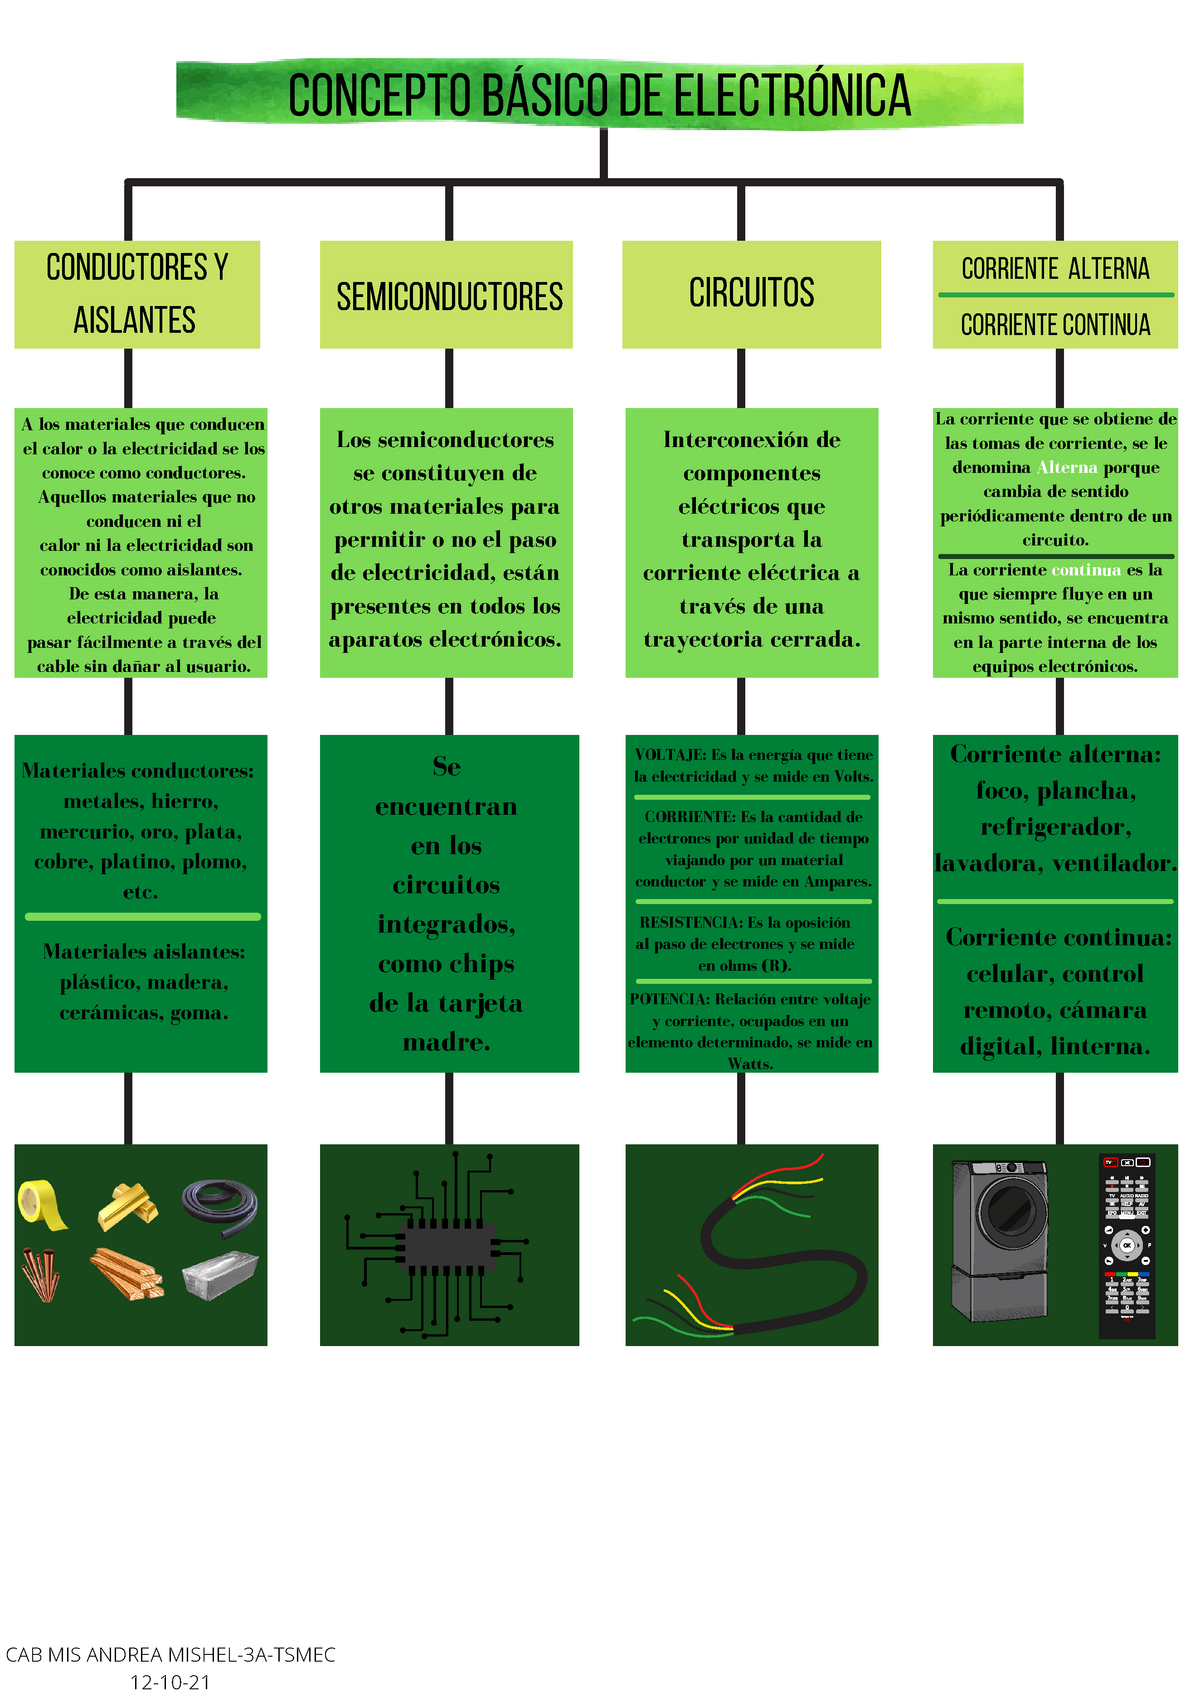 CONCEPTO BÁSICO DE ELECTRÓNICA
CONDUCTORES Y
AISLANTES
A los materiales que conducen
el calor o la electricidad se los
conoce como conductores.
Aquellos materiales que no
conducen ni el
calor ni la electricidad son
conocidos como aislantes.
De esta manera, la
electricidad puede
pasar fácilmente a través del
cable sin dañar al usuario.
Materiales conductores:
metales, hierro,
mercurio, oro, plata,
cobre, platino, plomo,
etc.
Materiales aislantes:
plástico, madera,
cerámicas, goma.
SEMICONDUCTORES
Los semiconductores
se constituyen de
otros materiales para
permitir o no el paso
de electricidad, están
presentes en todos los
aparatos electrónicos.
Se
encuentran
en los
circuitos
integrados,
como chips
de la tarjeta
madre.
CIRCUITOS
Interconexión de
componentes
eléctricos que
transporta la
corriente eléctrica a
través de una
trayectoria cerrada.
VOLTAJE: Es la energía que tiene
la electricidad y se mide en Volts.
CORRIENTE: Es la cantidad de
electrones por unidad de tiempo
viajando por un material
conductor y se mide en Ampares.
RESISTENCIA: Es la oposición
al paso de electrones y se mide
en ohms (R).
POTENCIA: Relación entre voltaje
y corriente, ocupados en un
elemento determinado, se mide en
Watts.
CORRIENTE ALTERNA
CORRIENTE CONTINUA
La corriente que se obtiene de
las tomas de corriente, se le
denomina Alterna porque
cambia de sentido
periódicamente dentro de un
circuito.
La corriente continua es la
que siempre fluye en un
mismo sentido, se encuentra
en la parte interna de los
equipos electrónicos.
Corriente alterna:
foco, plancha,
refrigerador,
lavadora, ventilador.
Corriente continua:
celular, control
remoto, cámara
digital, linterna.
TV
TV AUDIO RADIO
HELP AV
EPG MENU EXIT
V OK P
0
CAB MIS ANDREA MISHEL-3A-TSMEC
12-10-21